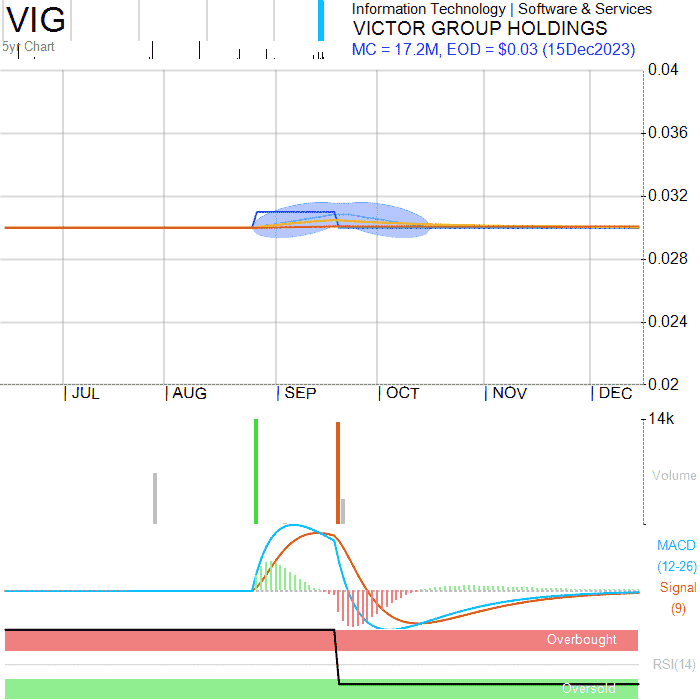 VIG
5yr Chart
Information Technology | Software & Services
VICTOR GROUP HOLDINGS
MC = 17.2M, EOD = $0.03 (15Dec2023)
0.04
0.036
0.032
0.028
0.024
0.02
| JUL | AUG | SEP | OCT | NOV | DEC
14k
Volume
MACD
(12-26)
Signal
(9)
Overbought
RSI(14)
Oversold